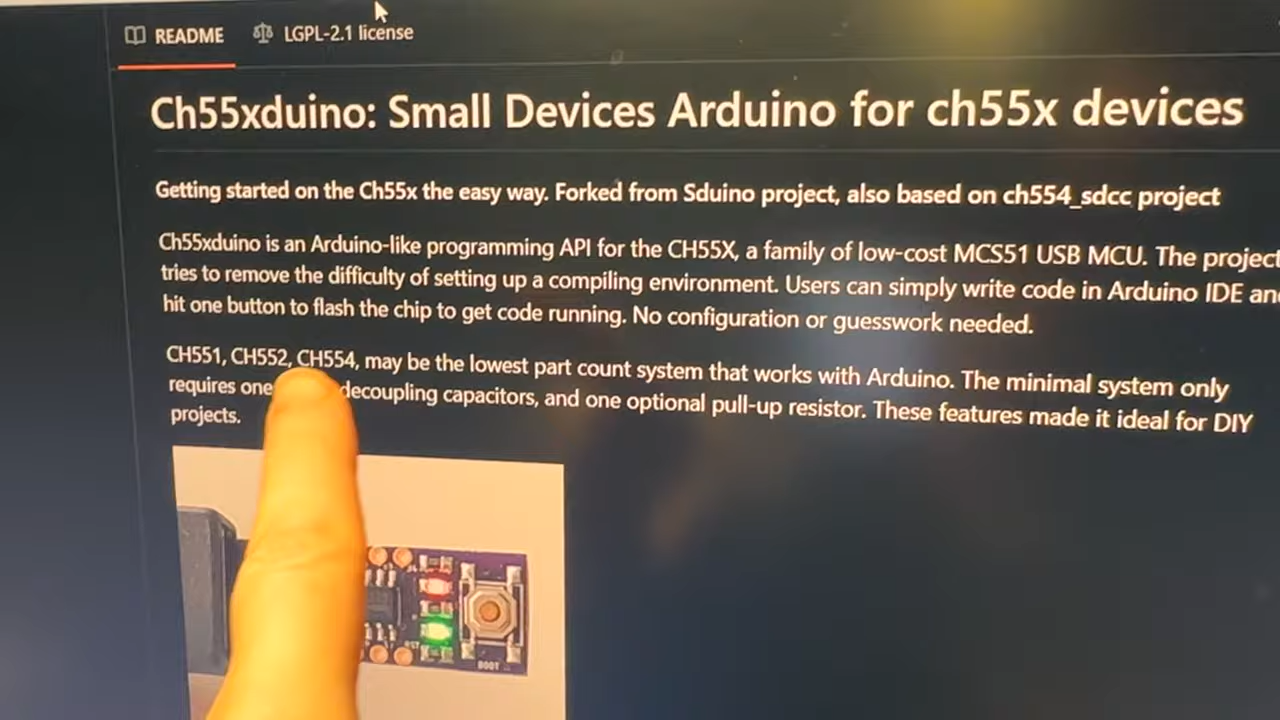 README
LGPL-2.1 license
Ch55xduino: Small Devices Arduino for ch55x devices
Getting started on the Ch55x the easy way. Forked from Sduino project, also based on ch554_sdcc project
Ch55xduino is an Arduino-like programming API for the CH55X, a family of low-cost MCS51 USB MCU. The project
tries to remove the difficulty of setting up a compiling environment. Users can simply write code in Arduino IDE an
hit one button to flash the chip to get code running. No configuration or guesswork needed.
CH551, CH552, CH554, may be the lowest part count system that works with Arduino. The minimal system only
requires one decoupling capacitors, and one optional pull-up resistor. These features made it ideal for DIY
projects.
BOOT